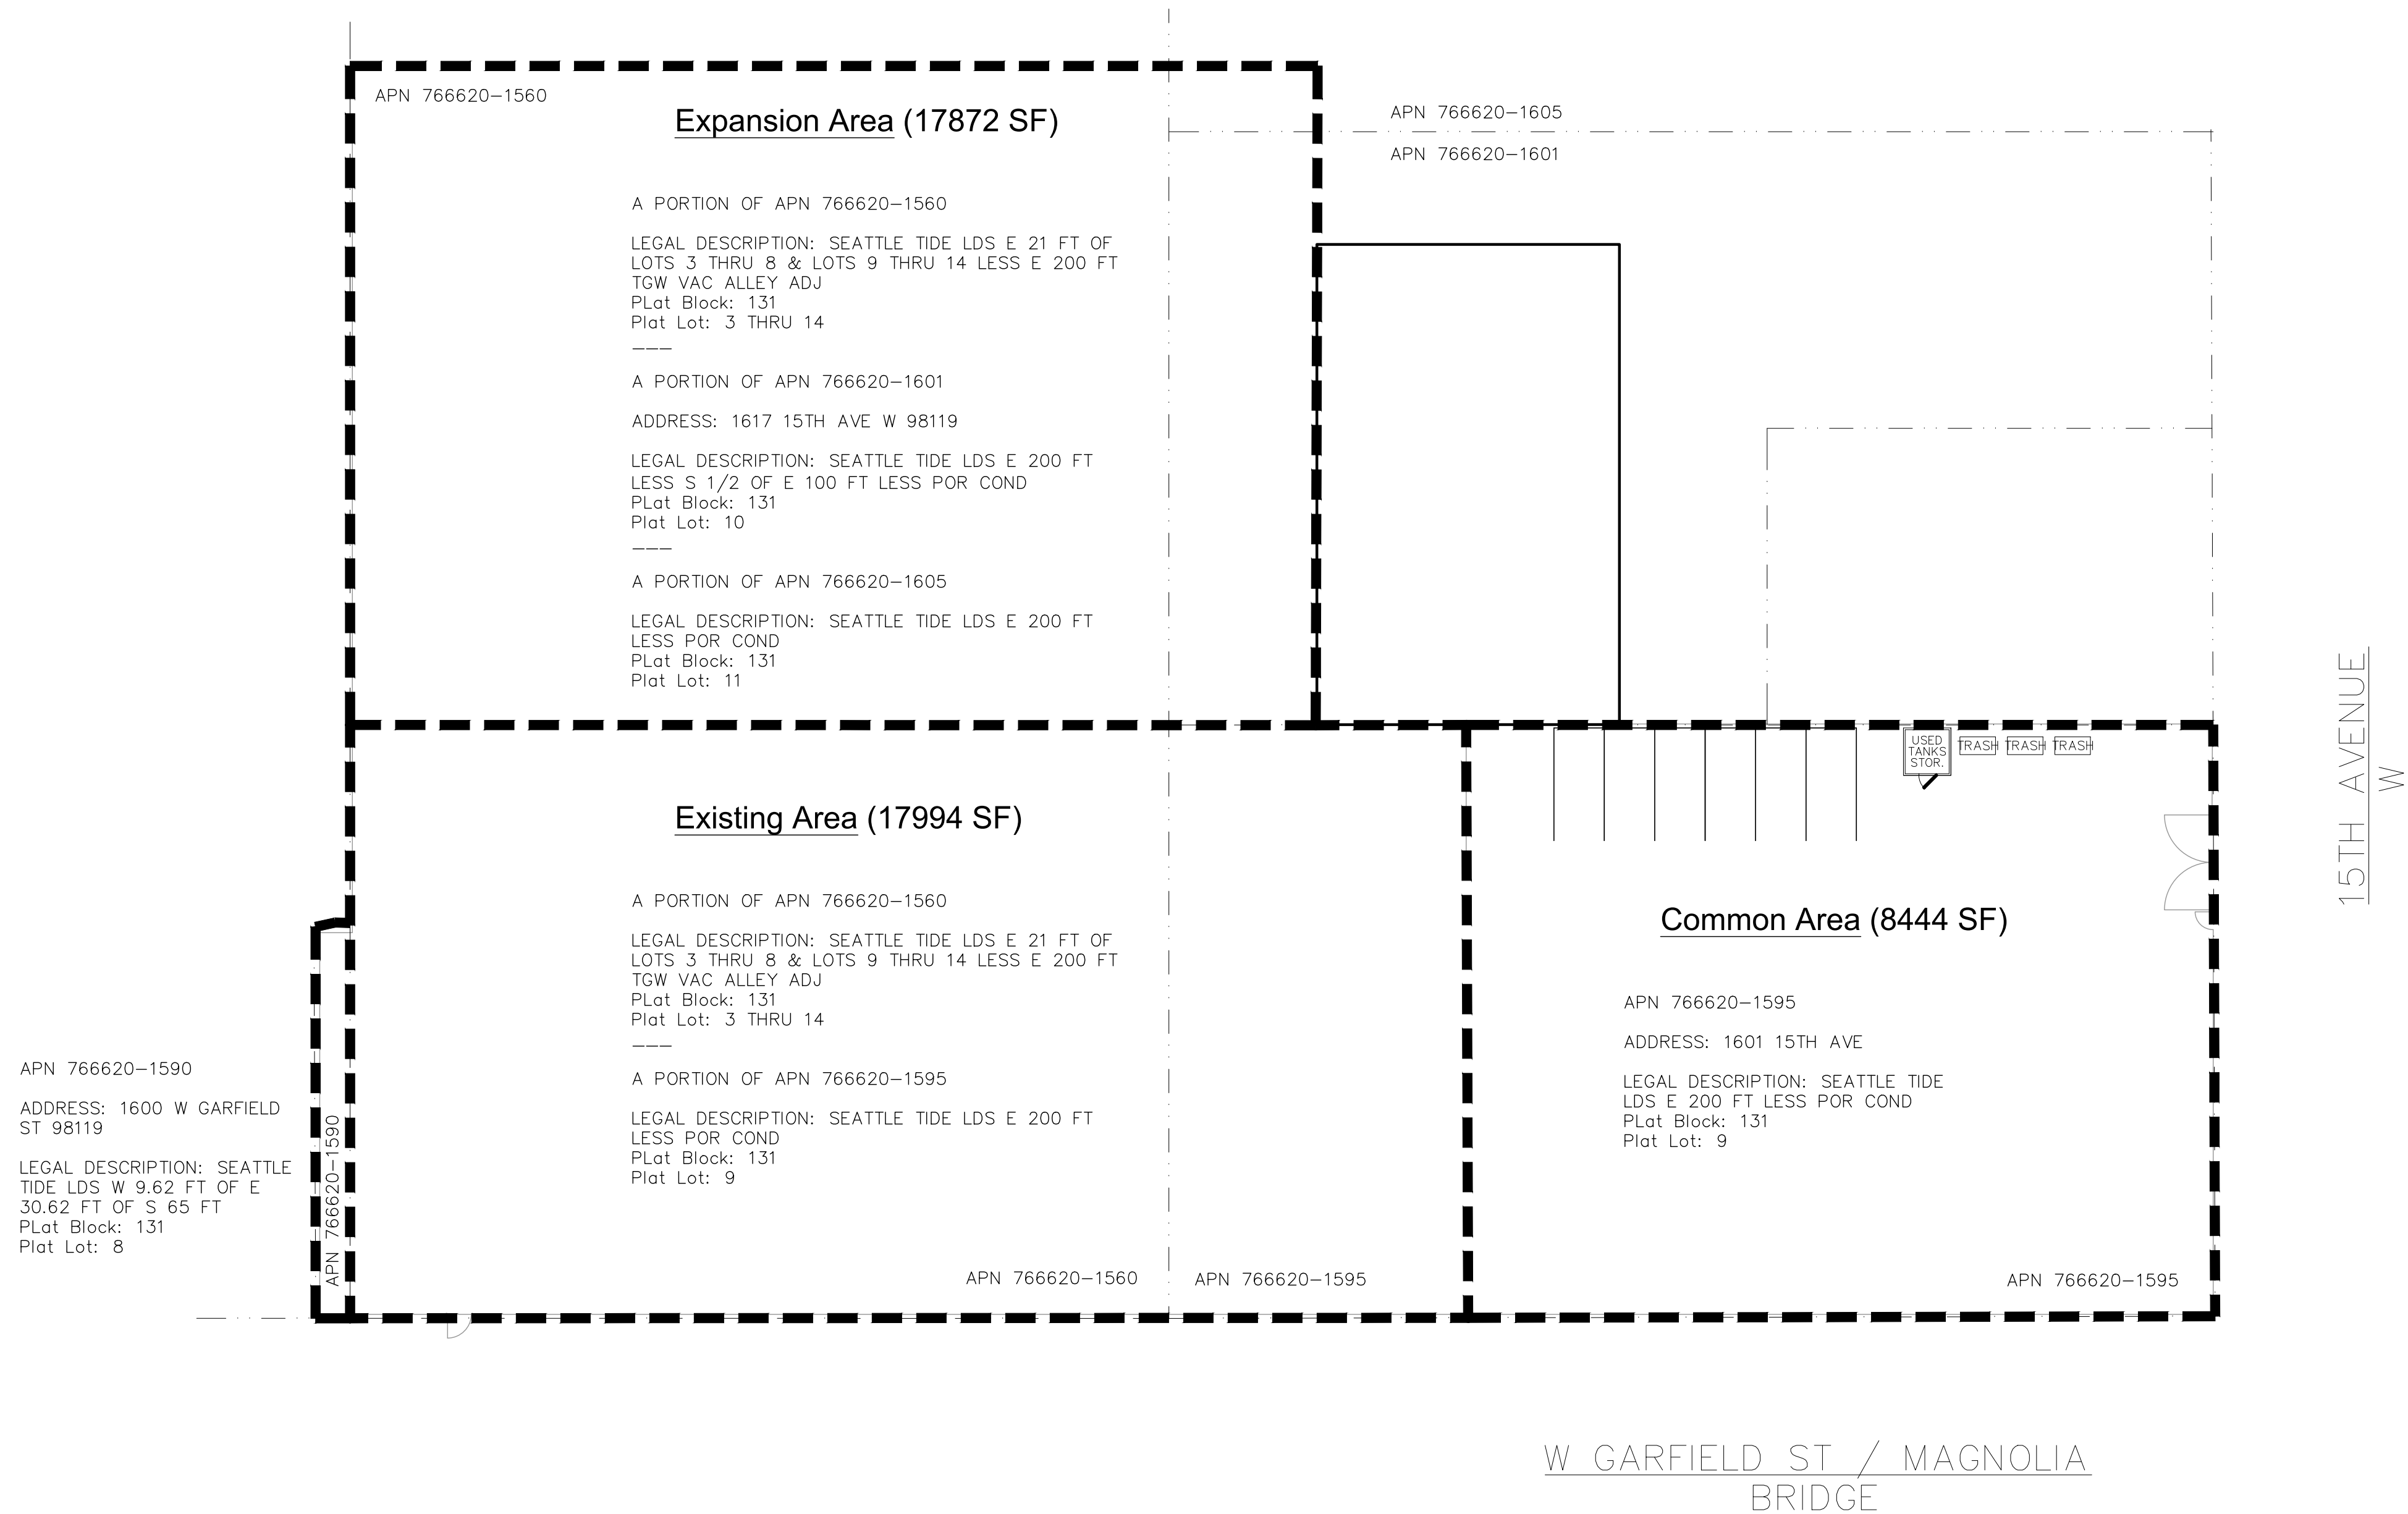 APN 766620-1560
Expansion Area (17872 SF)
APN 766620-1605
APN 766620-1601
A PORTION OF APN 766620-1560
LEGAL DESCRIPTION: SEATTLE TIDE LDS E 21 FT OF
LOTS 3 THRU 8 & LOTS 9 THRU 14 LESS E 200 FT
TGW VAC ALLEY ADJ
PLat Block: 131
Plat Lot: 3 THRU 14
---
A PORTION OF APN 766620-1601
ADDRESS: 1617 15TH AVE W 98119
LEGAL DESCRIPTION: SEATTLE TIDE LDS E 200 FT
LESS S 1/2 OF E 100 FT LESS POR COND
PLat Block: 131
Plat Lot: 10
---
A PORTION OF APN 766620-1605
LEGAL DESCRIPTION: SEATTLE TIDE LDS E 200 FT
LESS POR COND
PLat Block: 131
Plat Lot: 11
USED
TANKS
STOR.
TRASH
TRASH
TRASH
15TH AVENUE
W
Existing Area (17994 SF)
A PORTION OF APN 766620-1560
LEGAL DESCRIPTION: SEATTLE TIDE LDS E 21 FT OF
LOTS 3 THRU 8 & LOTS 9 THRU 14 LESS E 200 FT
TGW VAC ALLEY ADJ
PLat Block: 131
Plat Lot: 3 THRU 14
---
A PORTION OF APN 766620-1595
LEGAL DESCRIPTION: SEATTLE TIDE LDS E 200 FT
LESS POR COND
PLat Block: 131
Plat Lot: 9
Common Area (8444 SF)
APN 766620-1595
ADDRESS: 1601 15TH AVE
LEGAL DESCRIPTION: SEATTLE TIDE
LDS E 200 FT LESS POR COND
PLat Block: 131
Plat Lot: 9
APN 766620-1590
ADDRESS: 1600 W GARFIELD
ST 98119
LEGAL DESCRIPTION: SEATTLE
TIDE LDS W 9.62 FT OF E
30.62 FT OF S 65 FT
PLat Block: 131
Plat Lot: 8
APN 766620-1590
APN 766620-1560
APN 766620-1595
APN 766620-1595
W GARFIELD ST / MAGNOLIA
BRIDGE